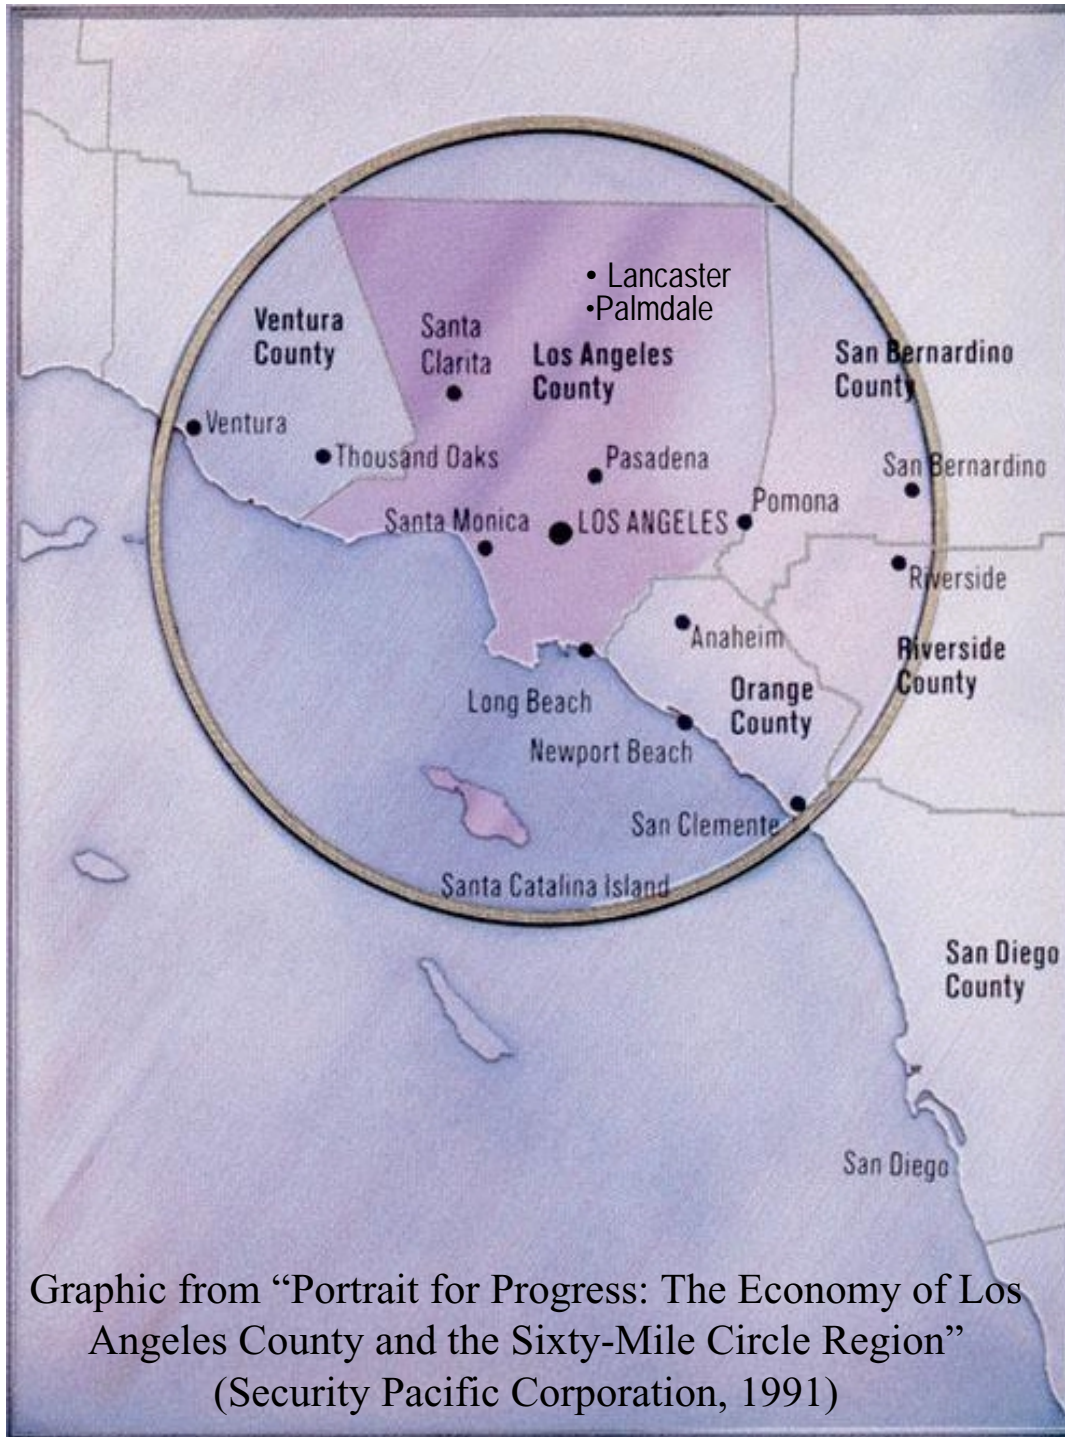 • Lancaster
•Palmdale
Ventura
County
Santa
Clarita
Los Angeles
County
San Bernardino
County
Ventura
Thousand Oaks
Pasadena
San Bernardino
Pomona
Santa Monica
LOS ANGELES
Riverside
Anaheim
Riverside
County
Long Beach
Orange
County
Newport Beach
San Clemente
Santa Catalina Island
San Diego
County
San Diego
Graphic from “Portrait for Progress: The Economy of Los
Angeles County and the Sixty-Mile Circle Region”
(Security Pacific Corporation, 1991)